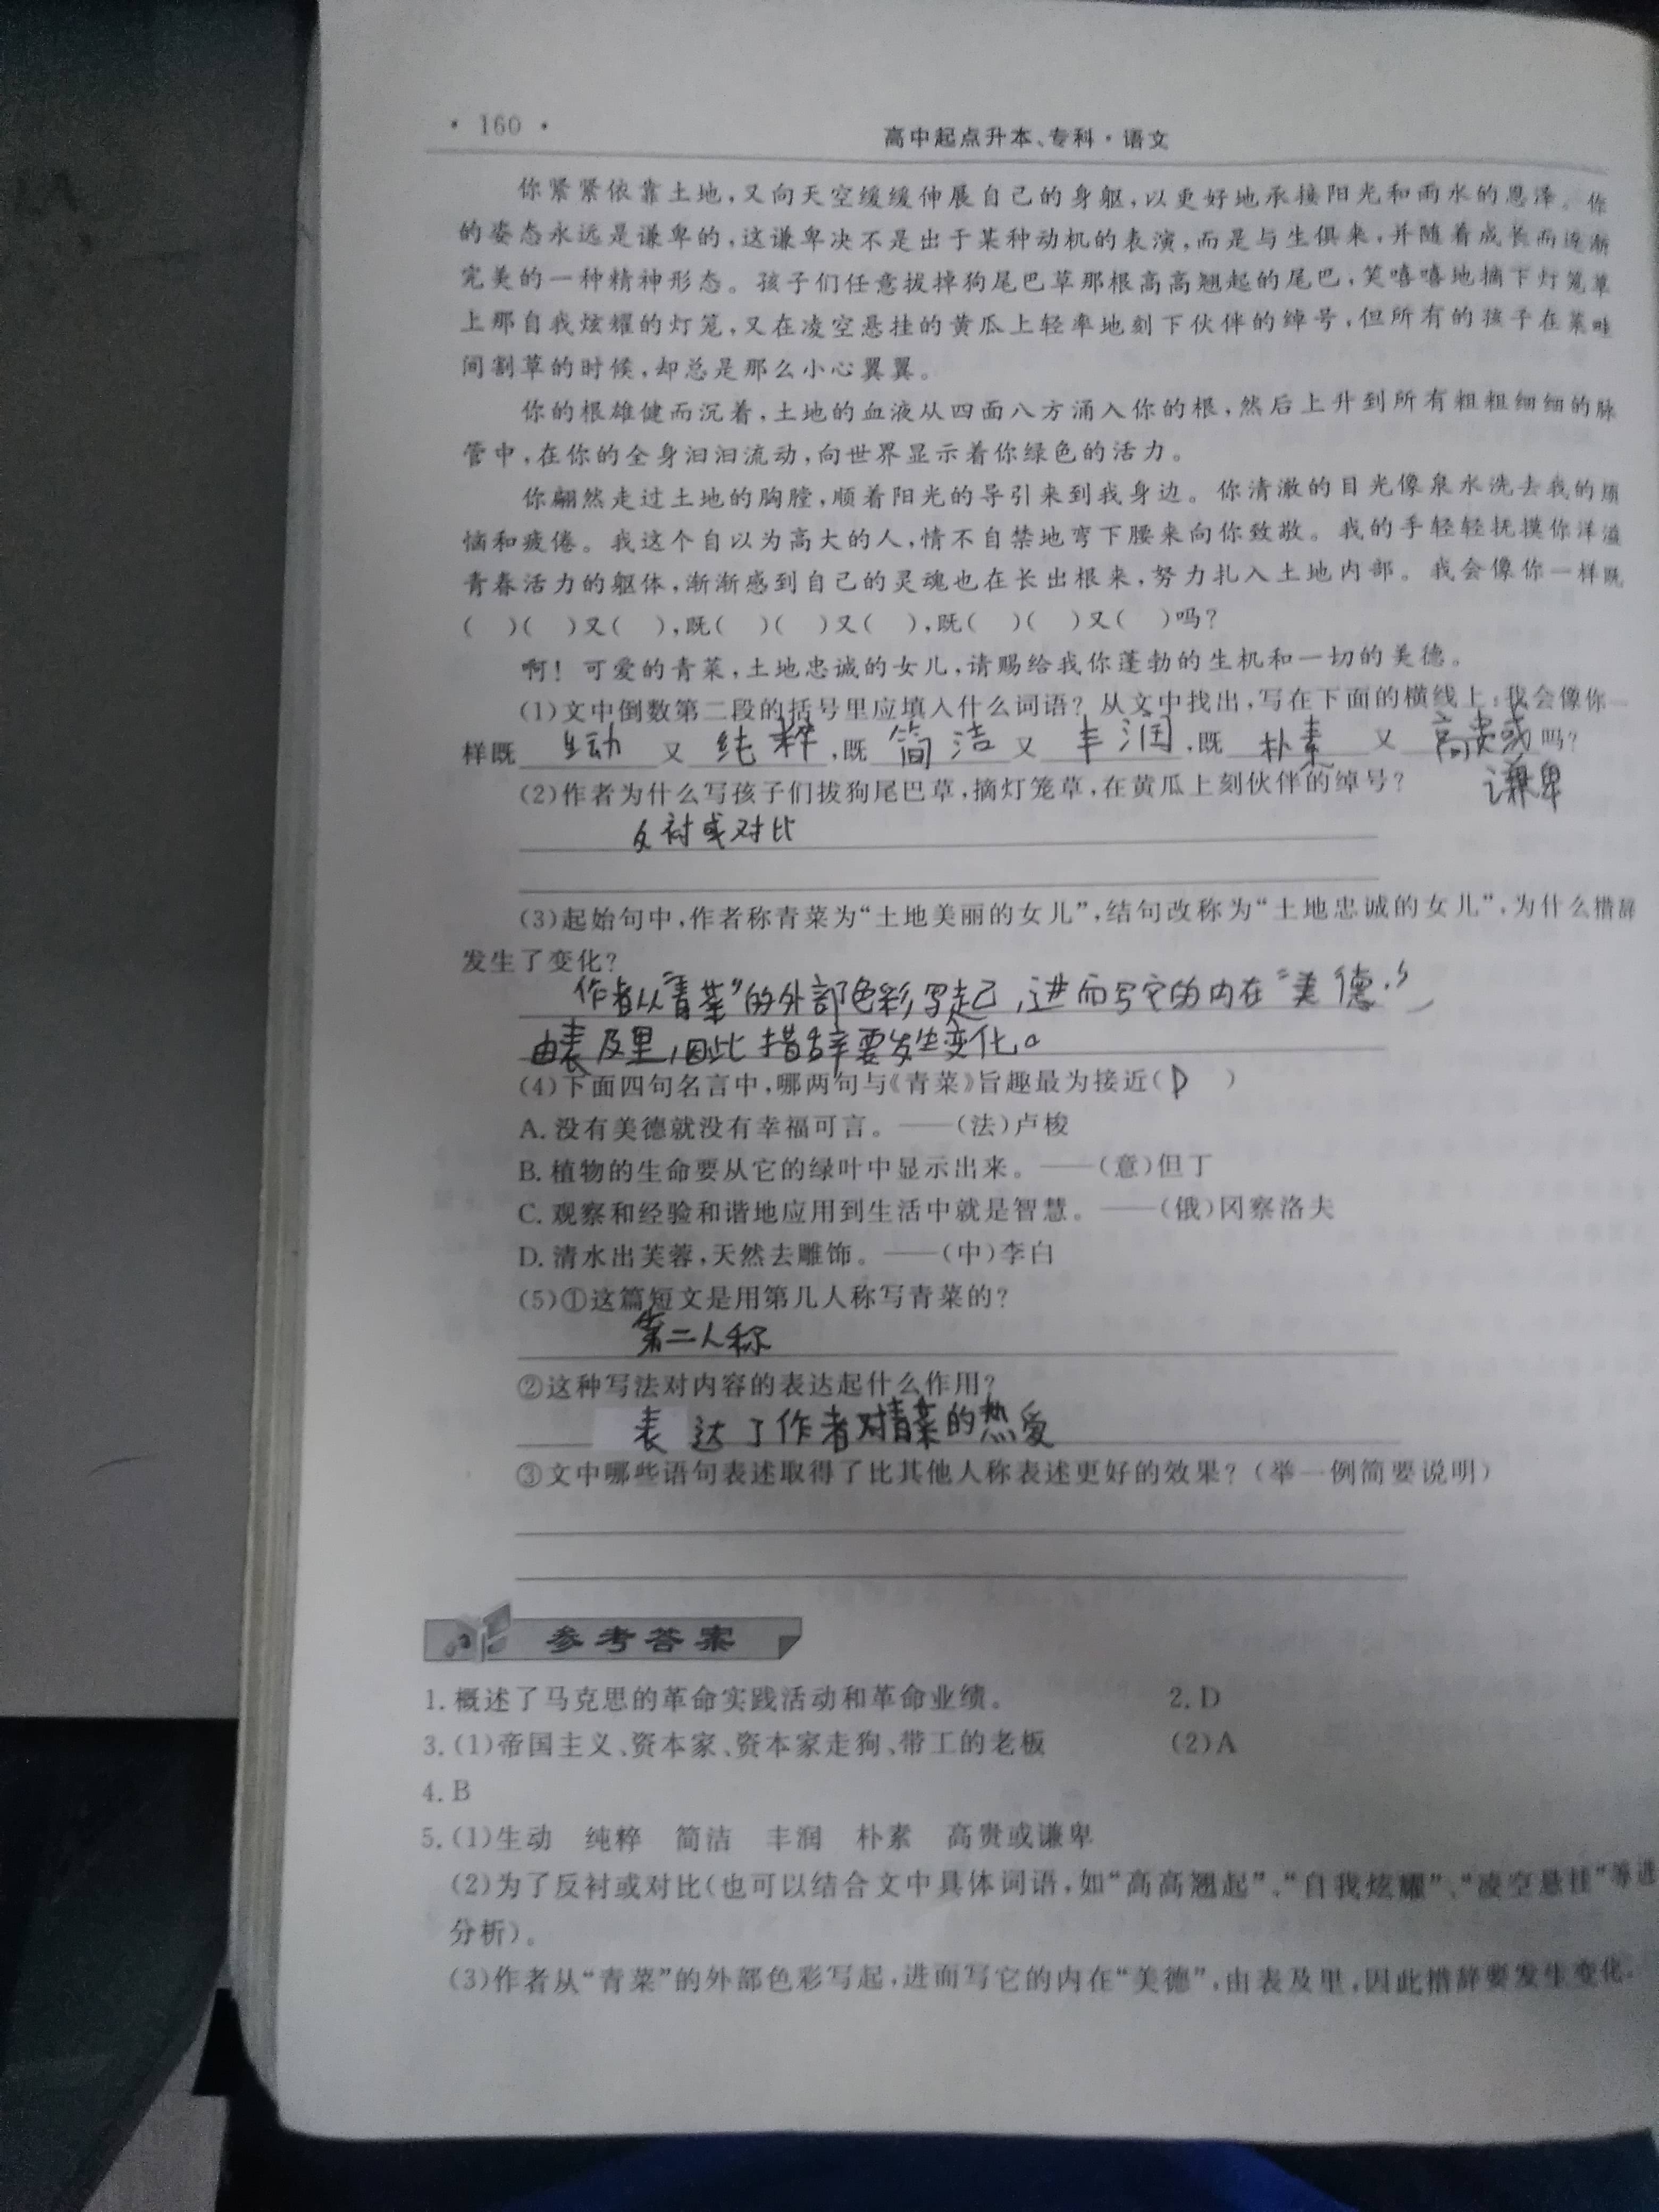 · 160 ·
高中起点升本、专科·语文
你紧紧依靠土地,又向天空缓缓伸展自己的身躯,以更好地承接阳光和雨水的恩泽。你
的姿态永远是谦卑的,这谦卑决不是出于某种动机的表演,而是与生俱来,并随着成长而逐渐
完美的一种精神形态。孩子们任意拔掉狗尾巴草那根高高翘起的尾巴,笑嘻嘻地摘下灯笼草
上那自我炫耀的灯笼,又在凌空悬挂的黄瓜上轻率地刻下伙伴的绰号,但所有的孩子在菜畦
间割草的时候,却总是那么小心翼翼。
你的根雄健而沉着,土地的血液从四面八方涌入你的根,然后上升到所有粗粗细细的脉
管中,在你的全身汩汩流动,向世界显示着你绿色的活力。
你翩然走过土地的胸膛,顺着阳光的导引来到我身边。你清澈的目光像泉水洗去我的烦
恼和疲倦。我这个自以为高大的人,情不自禁地弯下腰来向你致敬。我的手轻轻抚摸你洋溢
青春活力的躯体,渐渐感到自己的灵魂也在长出根来,努力扎入土地内部。我会像你一样既
( )( )又( ),既( )( )又( ),既( )( )又( )吗?
啊!可爱的青菜,土地忠诚的女儿,请赐给我你蓬勃的生机和一切的美德。
(1)文中倒数第二段的括号里应填入什么词语?从文中找出,写在下面的横线上:我会像你一
样既 生动 又 纯粹,既 简洁 又 丰润,既 朴素 又 高贵或吗?
谦卑
(2)作者为什么写孩子们拔狗尾巴草,摘灯笼草,在黄瓜上刻伙伴的绰号?
反衬或对比
(3)起始句中,作者称青菜为“土地美丽的女儿”,结句改称为“土地忠诚的女儿”,为什么措辞
发生了变化?
作者从“青菜”的外部色彩写起,进而写它的内在“美德”,
由表及里,因此措辞要发生变化。
(4)下面四句名言中,哪两句与《青菜》旨趣最为接近( D )
A. 没有美德就没有幸福可言。——(法)卢梭
B. 植物的生命要从它的绿叶中显示出来。——(意)但丁
C. 观察和经验和谐地应用到生活中就是智慧。——(俄)冈察洛夫
D. 清水出芙蓉,天然去雕饰。——(中)李白
(5)①这篇短文是用第几人称写青菜的?
第二人称
②这种写法对内容的表达起什么作用?
表达了作者对青菜的热爱
③文中哪些语句表述取得了比其他人称表述更好的效果?(举一例简要说明)
参考答案
1. 概述了马克思的革命实践活动和革命业绩。 2. D
3. (1)帝国主义、资本家、资本家走狗、带工的老板 (2)A
4. B
5. (1)生动 纯粹 简洁 丰润 朴素 高贵或谦卑
(2)为了反衬或对比(也可以结合文中具体词语,如“高高翘起”、“自我炫耀”、“凌空悬挂”等进
分析)。
(3)作者从“青菜”的外部色彩写起,进而写它的内在“美德”,由表及里,因此措辞要发生变化。